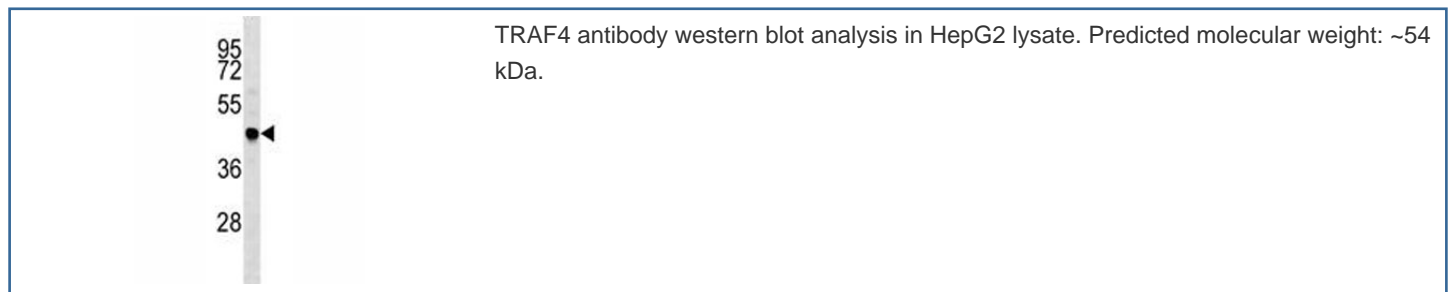 TRAF4 antibody western blot analysis in HepG2 lysate. Predicted molecular weight: ~54
kDa.
95
72
55
36
28